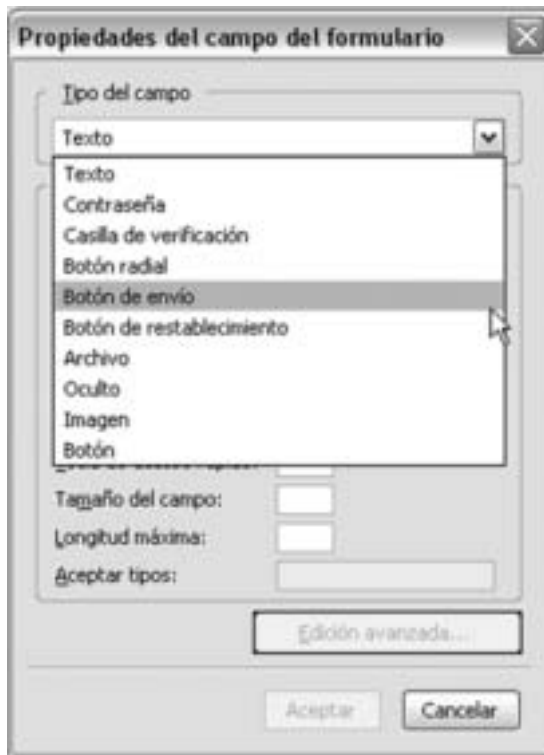 Propiedades del campo del formulario
Tipo del campo
Texto
Texto
Contraseña
Casilla de verificación
Botón radial
Botón de envío
Botón de restablecimiento
Archivo
Oculto
Imagen
Botón
Tamaño del campo:
Longitud máxima:
Aceptar tipos:
Edición avanzada...
Aceptar
Cancelar